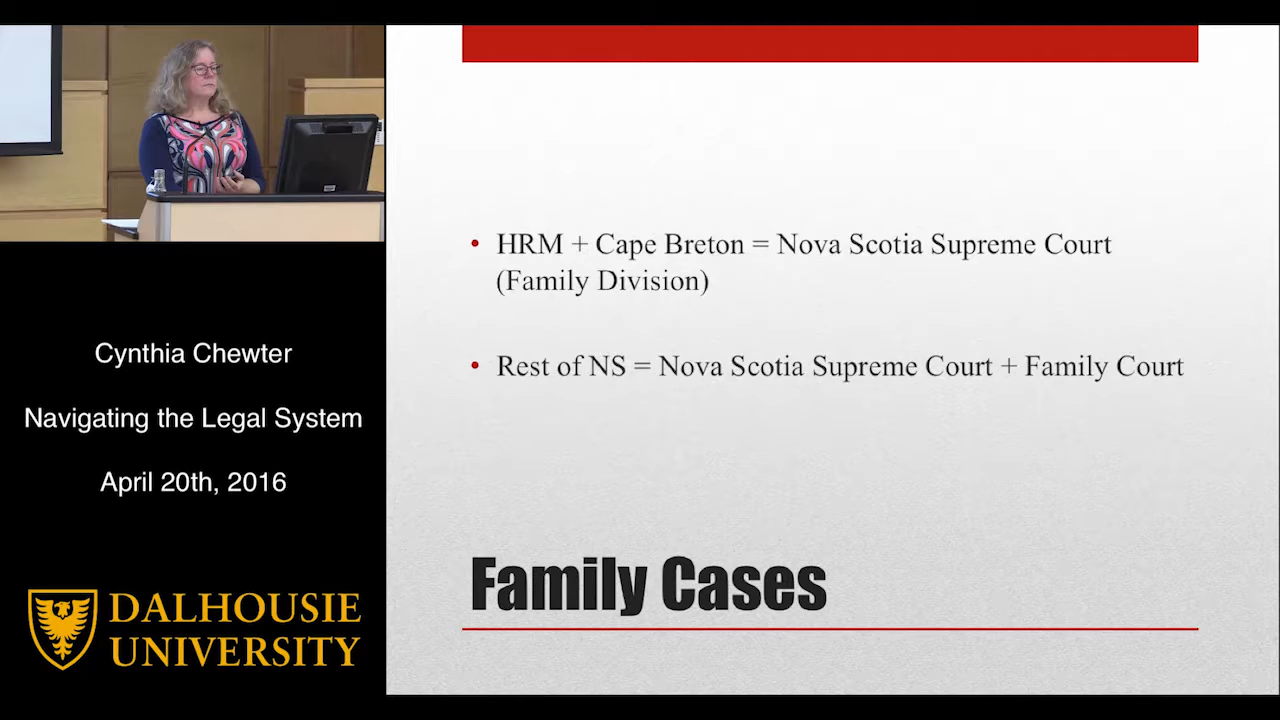 Cynthia Chewter
Navigating the Legal System
April 20th, 2016
DALHOUSIE
UNIVERSITY
• HRM + Cape Breton = Nova Scotia Supreme Court
(Family Division)
• Rest of NS = Nova Scotia Supreme Court + Family Court
Family Cases